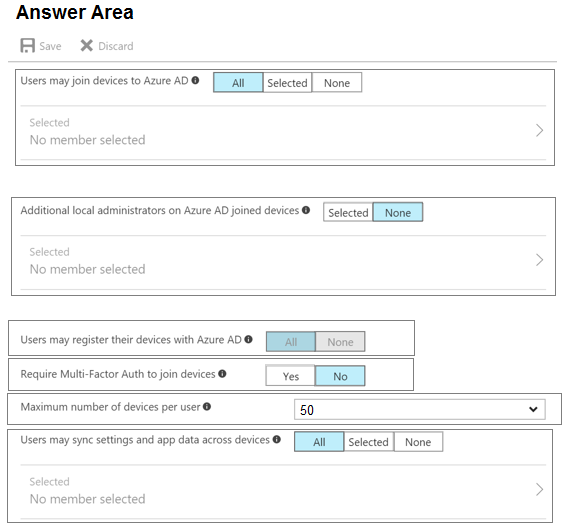 Answer Area
Save Discard
Users may join devices to Azure AD All Selected None
Selected
No member selected
Additional local administrators on Azure AD joined devices Selected None
Selected
No member selected
Users may register their devices with Azure AD All None
Require Multi-Factor Auth to join devices Yes No
Maximum number of devices per user 50
Users may sync settings and app data across devices All Selected None
Selected
No member selected